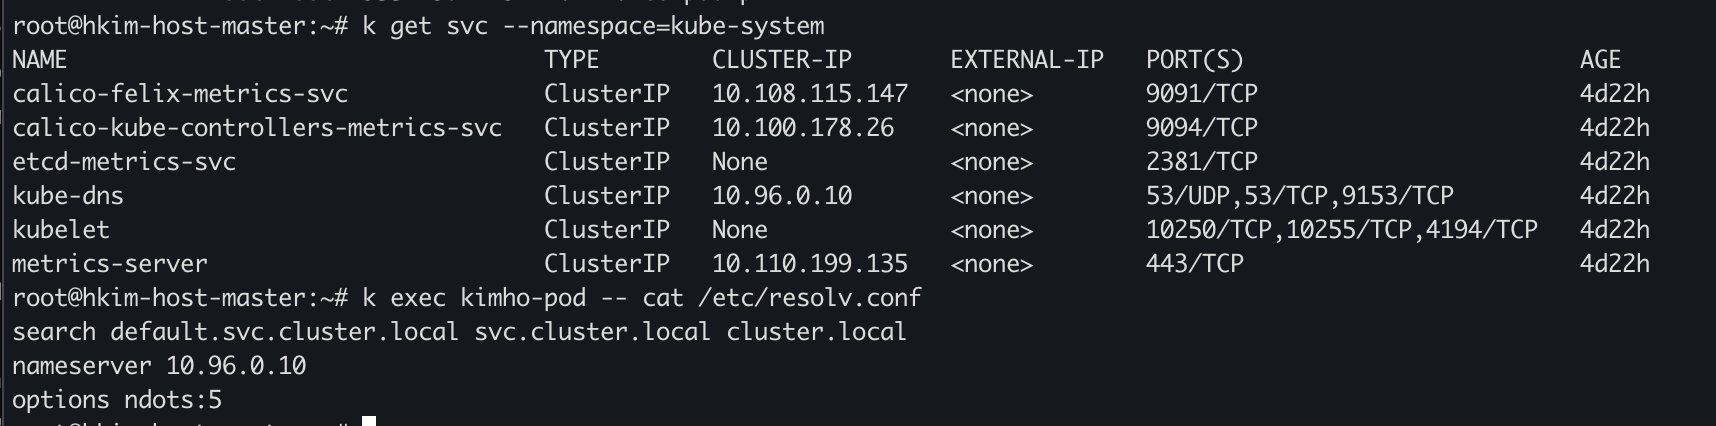 root@hkim-host-master:~# k get svc --namespace=kube-system
NAME TYPE CLUSTER-IP EXTERNAL-IP PORT(S) AGE
calico-felix-metrics-svc ClusterIP 10.108.115.147 <none> 9091/TCP 4d22h
calico-kube-controllers-metrics-svc ClusterIP 10.100.178.26 <none> 9094/TCP 4d22h
etcd-metrics-svc ClusterIP None <none> 2381/TCP 4d22h
kube-dns ClusterIP 10.96.0.10 <none> 53/UDP,53/TCP,9153/TCP 4d22h
kubelet ClusterIP None <none> 10250/TCP,10255/TCP,4194/TCP 4d22h
metrics-server ClusterIP 10.110.199.135 <none> 443/TCP 4d22h
root@hkim-host-master:~# k exec kimho-pod -- cat /etc/resolv.conf
search default.svc.cluster.local svc.cluster.local cluster.local
nameserver 10.96.0.10
options ndots:5